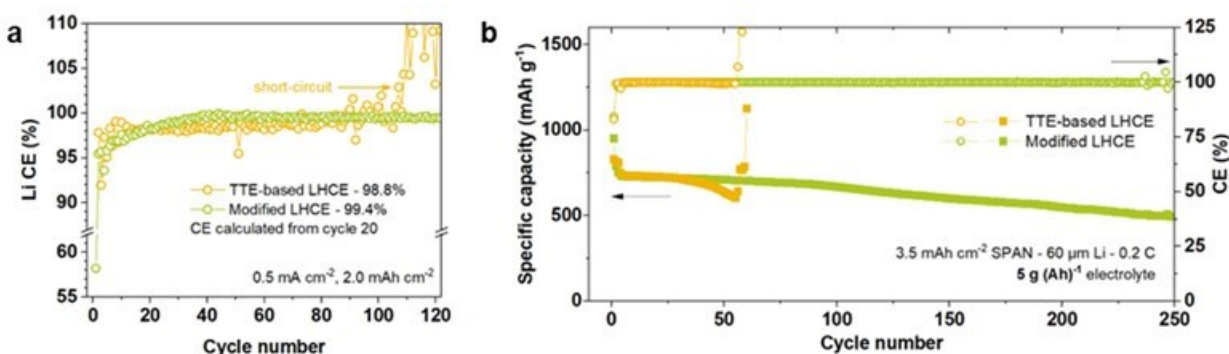 a
110
105
100
95
90
60
55
Li CE (%)
short-circuit
TTE-based LHCE - 98.8%
Modified LHCE - 99.4%
CE calculated from cycle 20
0.5 mA cm⁻², 2.0 mAh cm⁻²
0 20 40 60 80 100 120
Cycle number
b
1500
1250
1000
750
500
250
0
Specific capacity (mAh g⁻¹)
TTE-based LHCE
Modified LHCE
3.5 mAh cm⁻² SPAN - 60 μm Li - 0.2 C
5 g (Ah)⁻¹ electrolyte
125
100
75
50
25
0
CE (%)
0 50 100 150 200 250
Cycle number